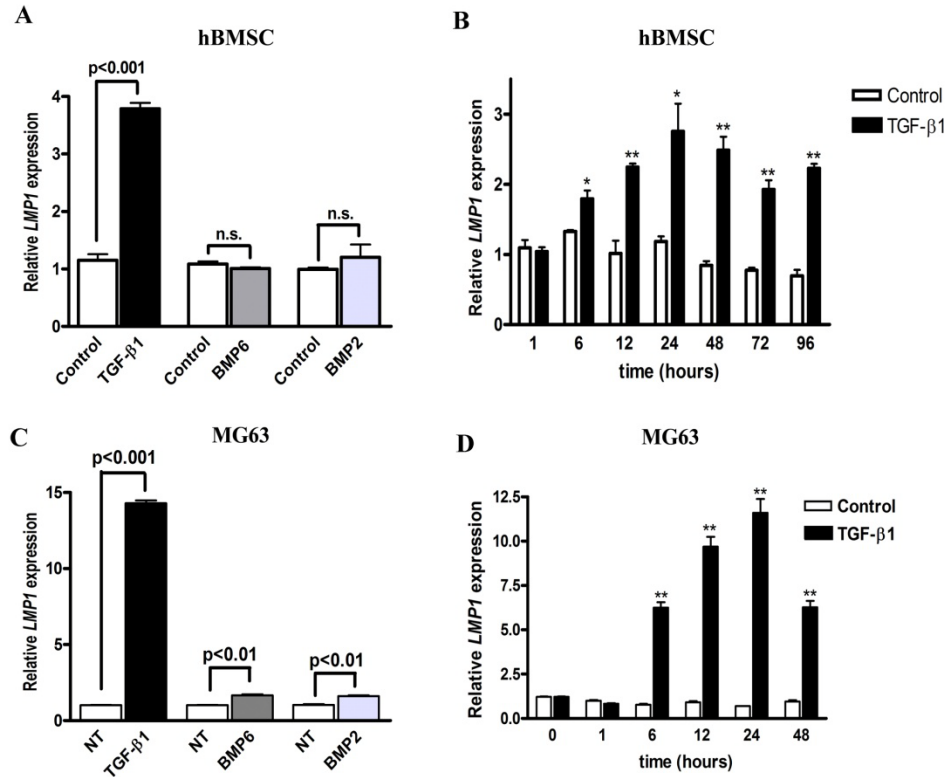 A
hBMSC
p<0.001
n.s.
n.s.
Relative LMP1 expression
4
3
2
1
0
Control
TGF-β1
Control
BMP6
Control
BMP2
B
hBMSC
Control
TGF-β1
*
**
*
**
**
**
Relative LMP1 expression
3
2
1
0
1 6 12 24 48 72 96
time (hours)
C
MG63
p<0.001
p<0.01
p<0.01
Relative LMP1 expression
15
10
5
0
NT
TGF-β1
NT
BMP6
NT
BMP2
D
MG63
Control
TGF-β1
**
**
**
**
Relative LMP1 expression
12.5
10.0
7.5
5.0
2.5
0.0
0 1 6 12 24 48
time (hours)